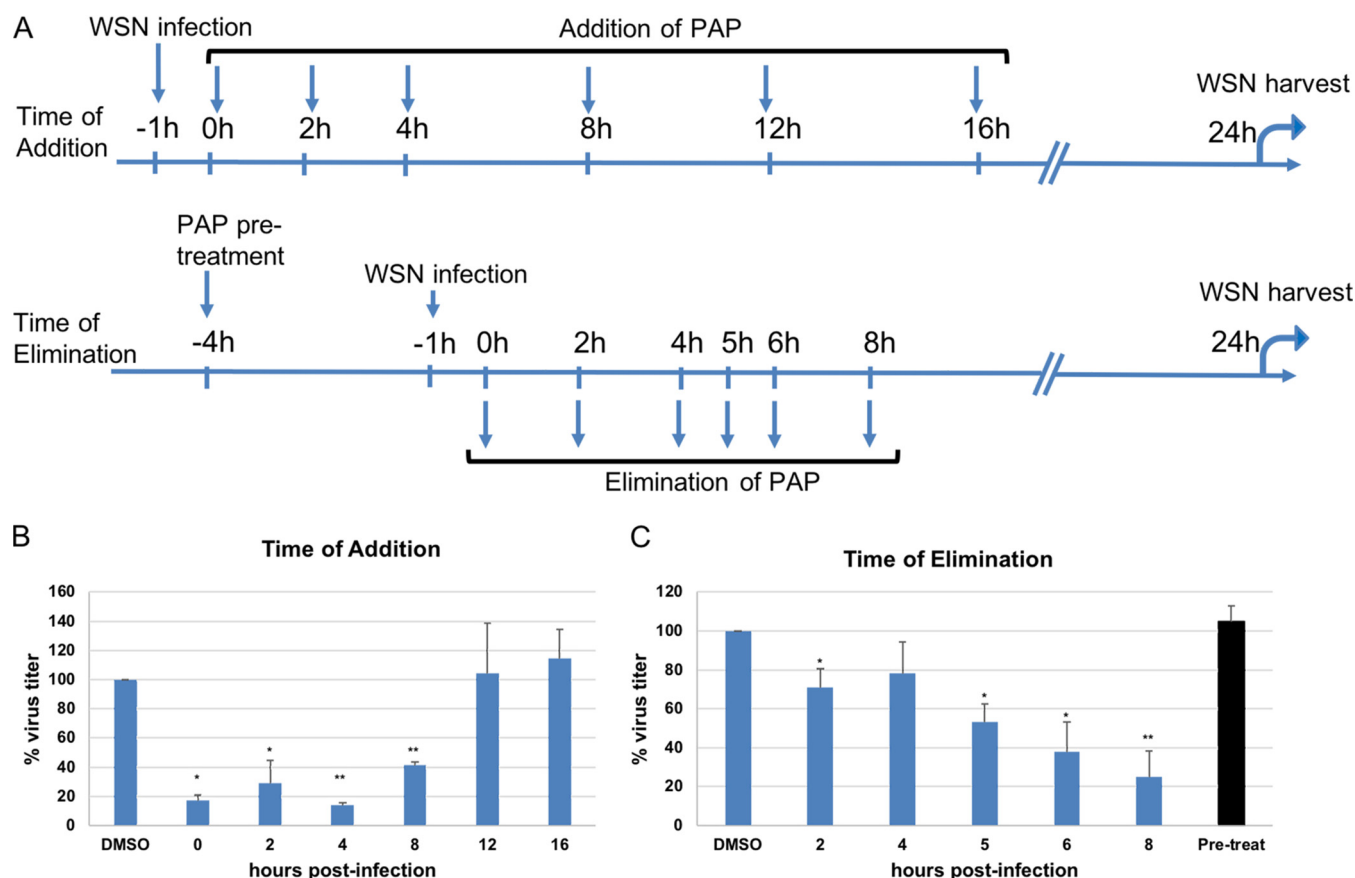 A
WSN infection
Addition of PAP
WSN harvest
Time of
Addition
-1h 0h 2h 4h 8h 12h 16h 24h
PAP pre-
treatment
WSN infection
WSN harvest
Time of
Elimination
-4h -1h 0h 2h 4h 5h 6h 8h 24h
Elimination of PAP
B
Time of Addition
% virus titer
160
140
120
100
80
60
40
20
0
* * ** **
DMSO 0 2 4 8 12 16
hours post-infection
C
Time of Elimination
% virus titer
120
100
80
60
40
20
0
* * * **
DMSO 2 4 5 6 8 Pre-treat
hours post-infection